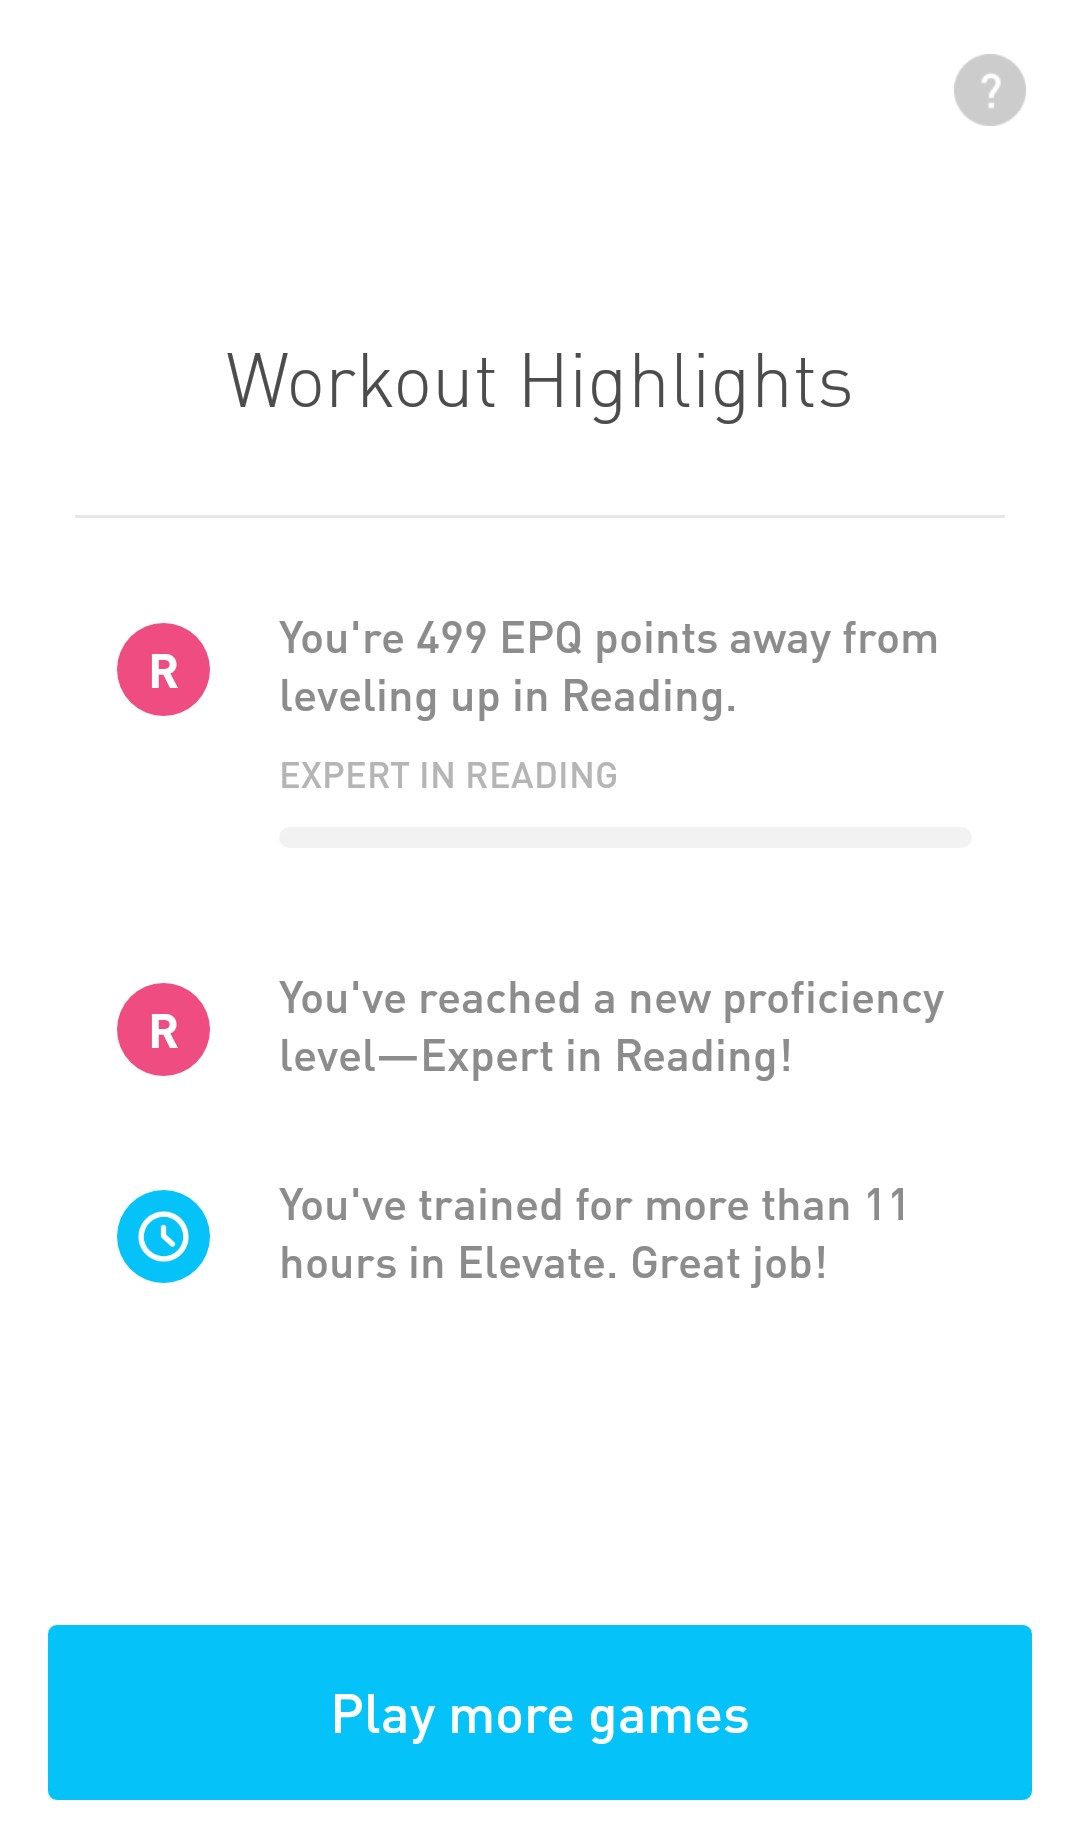 ?
Workout Highlights
R
You're 499 EPQ points away from
leveling up in Reading.
EXPERT IN READING
R
You've reached a new proficiency
level—Expert in Reading!
You've trained for more than 11
hours in Elevate. Great job!
Play more games